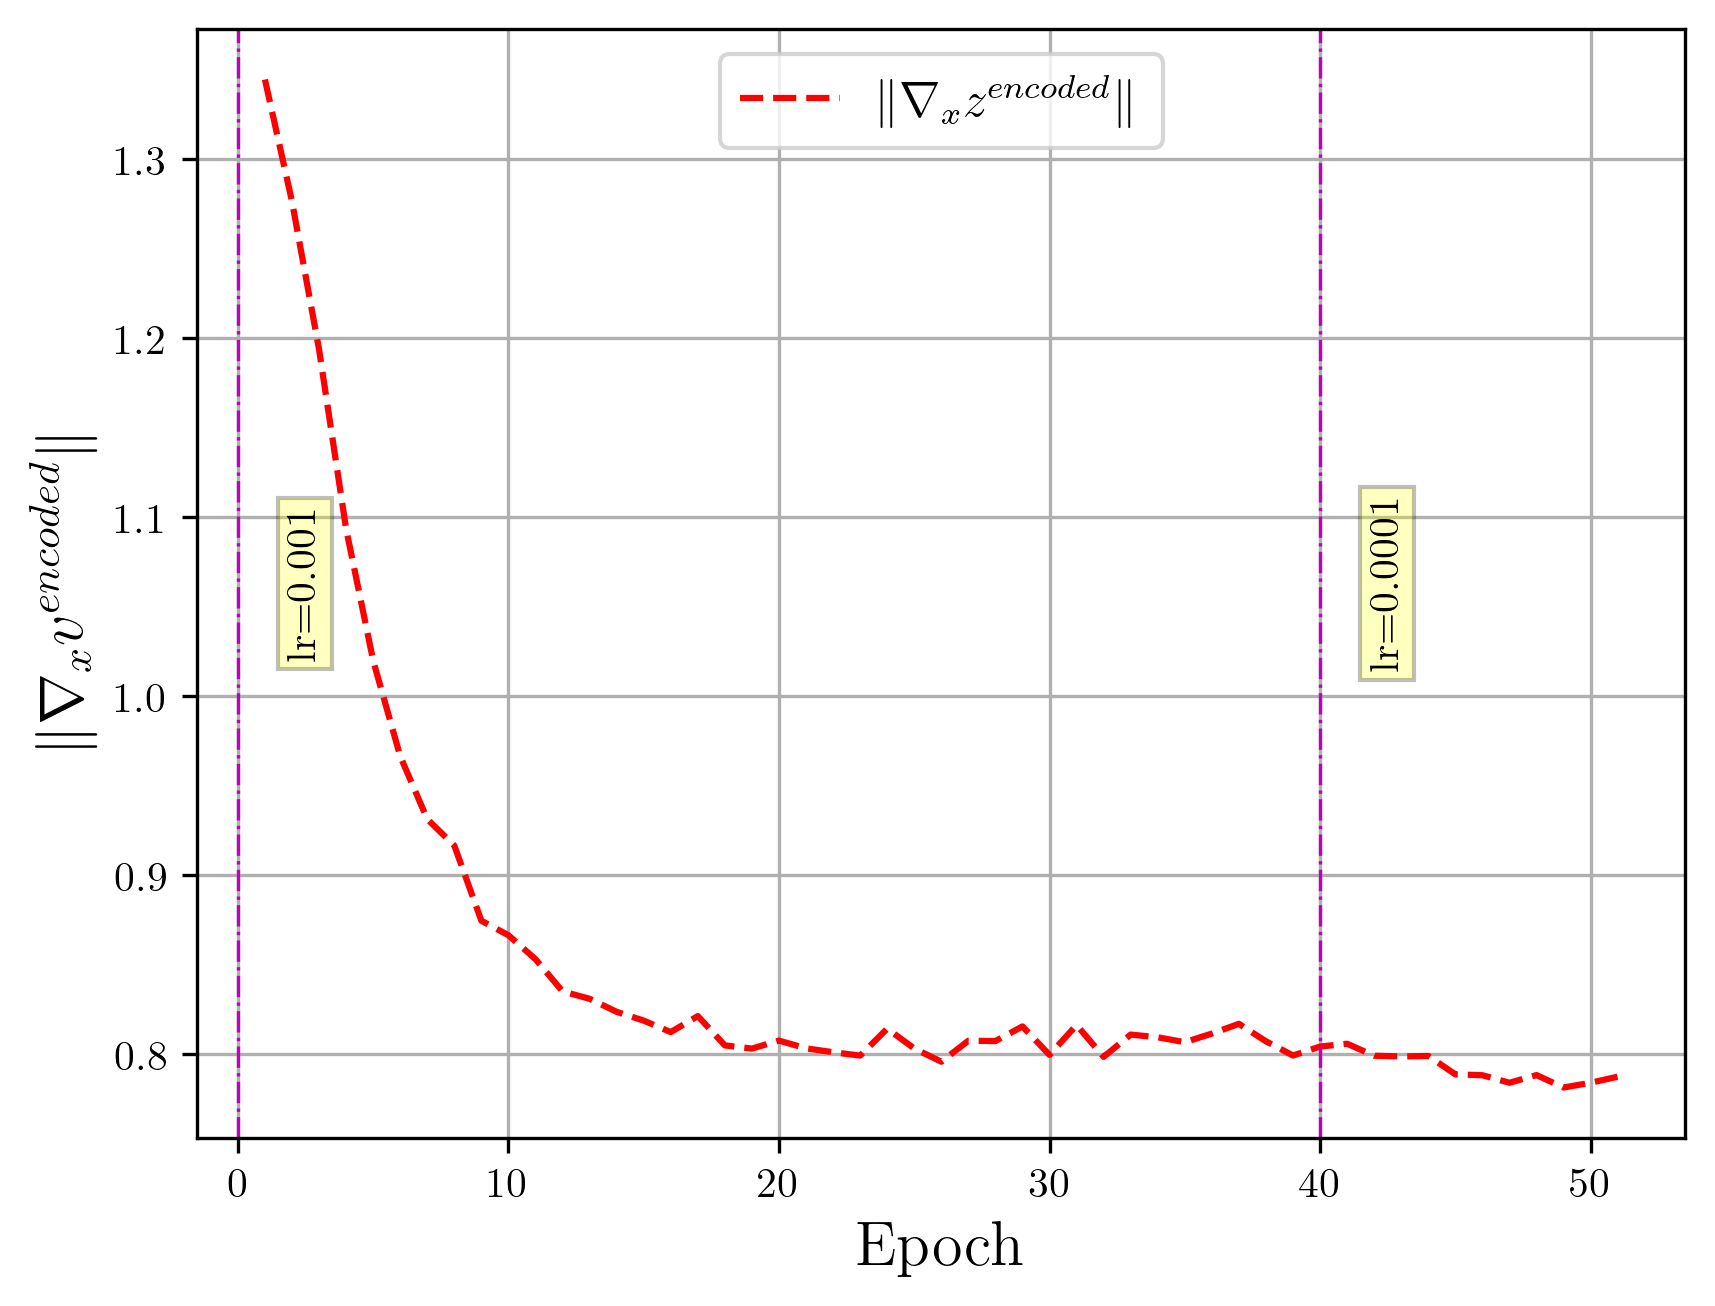 ‖∇ₓz^{encoded}‖
‖∇ₓv^{encoded}‖
1.3
1.2
1.1
1.0
0.9
0.8
lr=0.001
lr=0.0001
0 10 20 30 40 50
Epoch